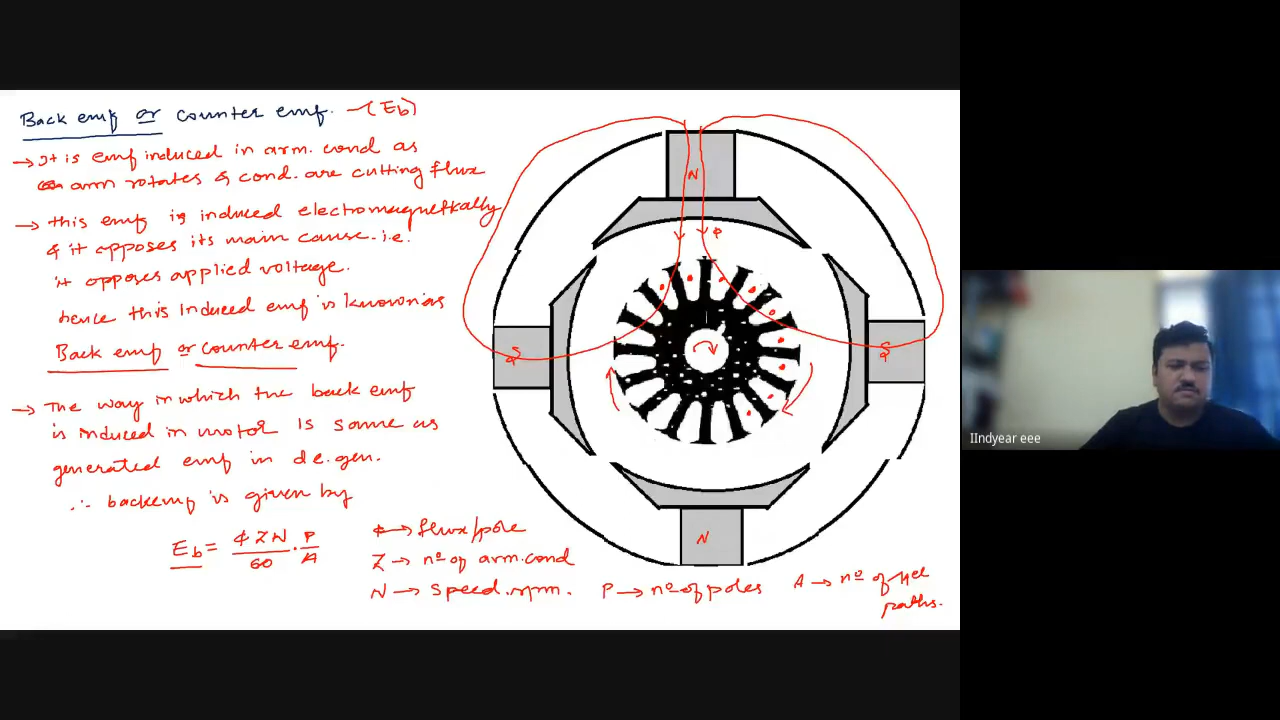 Back emf or counter emf. → (Eb)
→ It is emf induced in arm. cond as
arm rotates & cond. are cutting flux
→ this emf is induced electromagnetically
& it opposes its main cause. i.e.
it opposes applied voltage.
hence this induced emf is known as
Back emf or counter emf.
→ The way in which the back emf
is induced in motor is same as
generated emf in d.c. gen.
∴ backemf is given by
Eb = ϕZN/60 · P/A
ϕ → flux/pole
Z → nº of arm. cond
N → speed. rpm.
P → nº of poles
A → nº of llel
paths.
N
ϕ
S
S
N
IIndyear eee